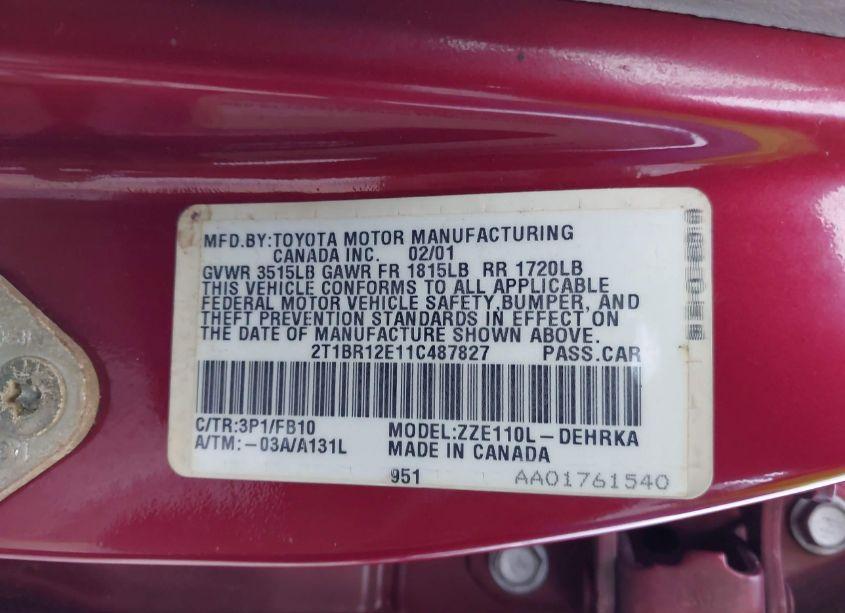 MFD.BY:TOYOTA MOTOR MANUFACTURING
CANADA INC. 02/01
GVWR 3515LB GAWR FR 1815LB RR 1720LB
THIS VEHICLE CONFORMS TO ALL APPLICABLE
FEDERAL MOTOR VEHICLE SAFETY,BUMPER, AND
THEFT PREVENTION STANDARDS IN EFFECT ON
THE DATE OF MANUFACTURE SHOWN ABOVE.
2T1BR12E11C487827 PASS.CAR
C/TR:3P1/FB10 MODEL:ZZE110L-DEHRKA
A/TM:-03A/A131L MADE IN CANADA
951 AA01761540